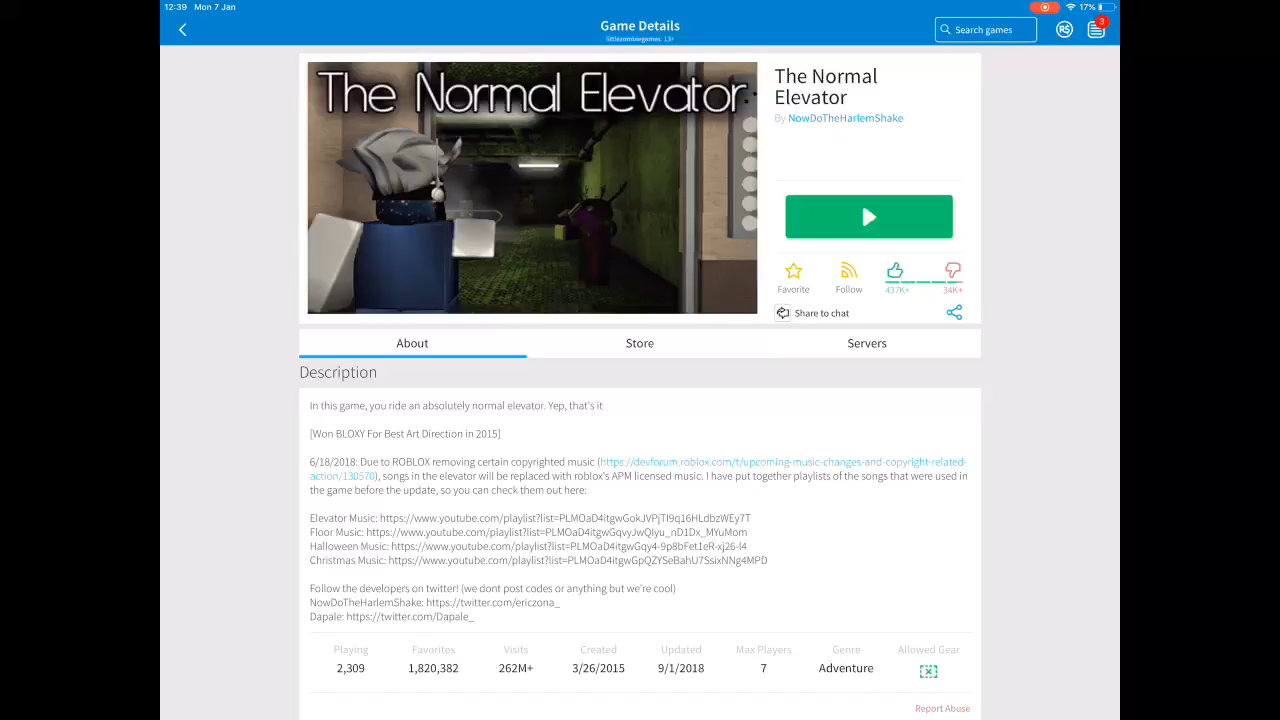 12:39 Mon 7 Jan
17%
Game Details
littlezombiegames: 13+
Search games
R$
3
The Normal Elevator
The Normal
Elevator
By NowDoTheHarlemShake
Favorite Follow 437K+ 34K+
Share to chat
About Store Servers
Description
In this game, you ride an absolutely normal elevator. Yep, that's it
[Won BLOXY For Best Art Direction in 2015]
6/18/2018: Due to ROBLOX removing certain copyrighted music (https://devforum.roblox.com/t/upcoming-music-changes-and-copyright-related-
action/130570), songs in the elevator will be replaced with roblox's APM licensed music. I have put together playlists of the songs that were used in
the game before the update, so you can check them out here:
Elevator Music: https://www.youtube.com/playlist?list=PLMOaD4itgwGokJVPjTI9q16HLdbzWEy7T
Floor Music: https://www.youtube.com/playlist?list=PLMOaD4itgwGqvyJwQIyu_nD1Dx_MYuMom
Halloween Music: https://www.youtube.com/playlist?list=PLMOaD4itgwGqy4-9p8bFet1eR-xj26-l4
Christmas Music: https://www.youtube.com/playlist?list=PLMOaD4itgwGpQZYSeBahU7SsixNNg4MPD
Follow the developers on twitter! (we dont post codes or anything but we're cool)
NowDoTheHarlemShake: https://twitter.com/ericzona_
Dapale: https://twitter.com/Dapale_
Playing Favorites Visits Created Updated Max Players Genre Allowed Gear
2,309 1,820,382 262M+ 3/26/2015 9/1/2018 7 Adventure
Report Abuse